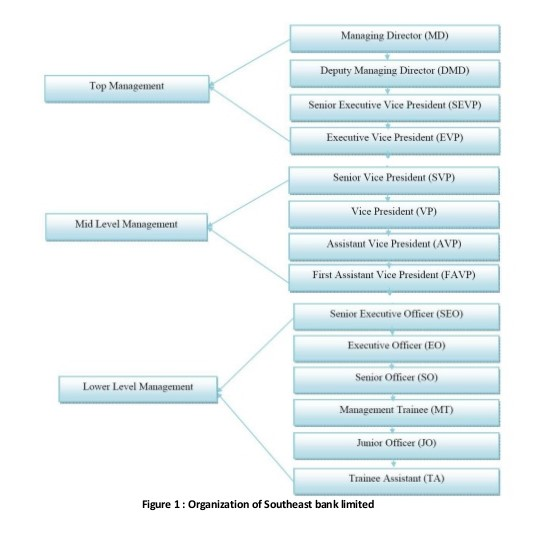 Managing Director (MD)
Deputy Managing Director (DMD)
Top Management
Senior Executive Vice President (SEVP)
Executive Vice President (EVP)
Senior Vice President (SVP)
Vice President (VP)
Mid Level Management
Assistant Vice President (AVP)
First Assistant Vice President (FAVP)
Senior Executive Officer (SEO)
Executive Officer (EO)
Senior Officer (SO)
Lower Level Management
Management Trainee (MT)
Junior Officer (JO)
Trainee Assistant (TA)
Figure 1 : Organization of Southeast bank limited